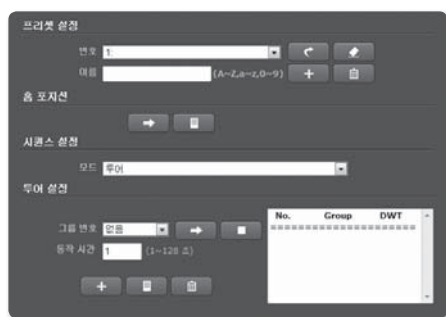 프리셋 설정
번호 1:
이름 (A~Z,a~z,0~9)
홈 포지션
시퀀스 설정
모드 투어
투어 설정
그룹 번호 없음
동작 시간 1 (1~128 초)
No. Group DWT
=====================